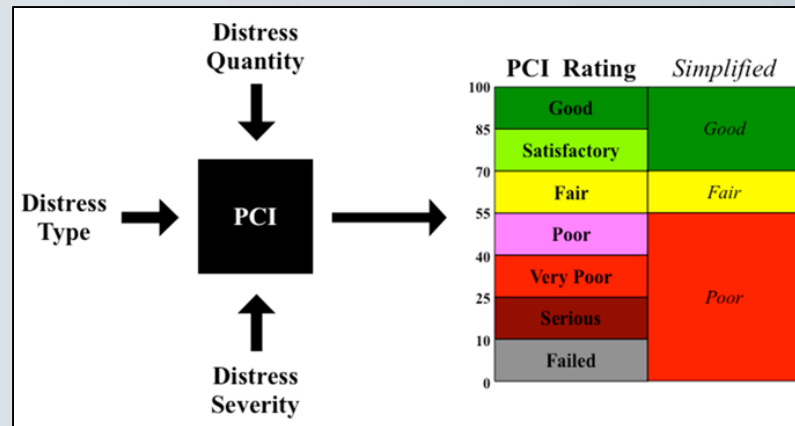 Distress
Quantity
Distress
Type
PCI
Distress
Severity
PCI Rating
Simplified
100
Good
85
Satisfactory
70
Fair
55
Poor
40
Very Poor
25
Serious
10
Failed
0
Good
Fair
Poor